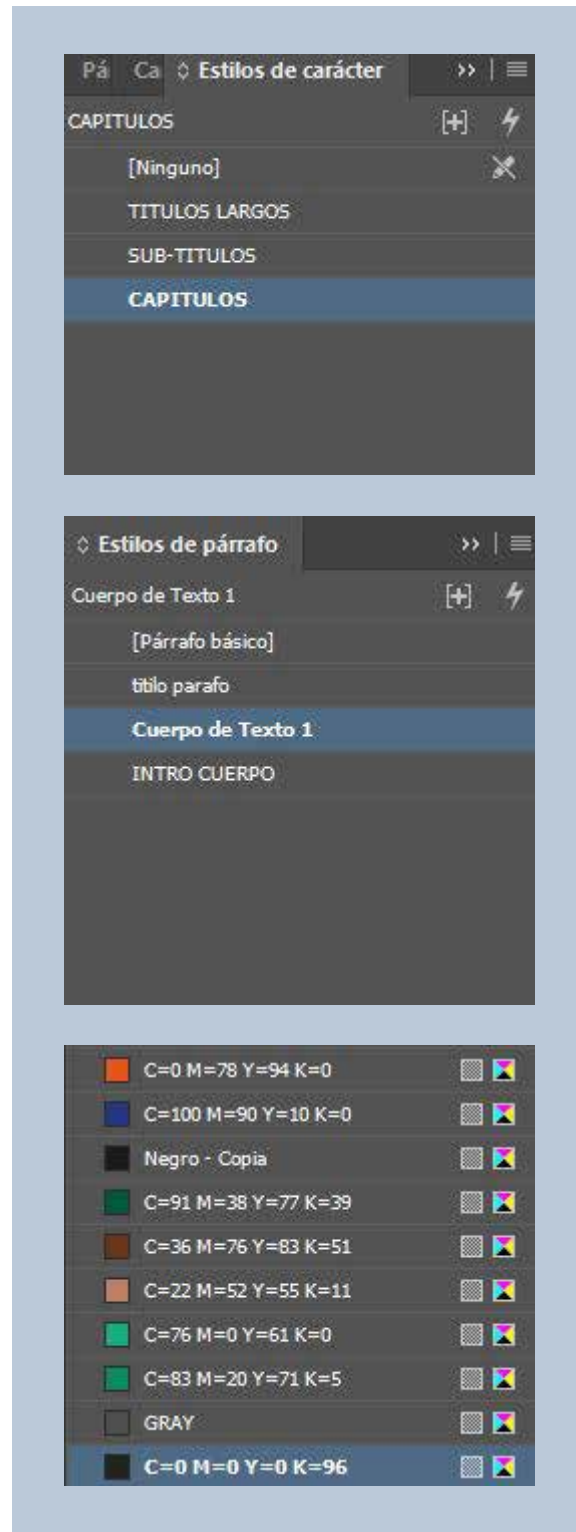 Pá Ca Estilos de carácter
CAPITULOS
[Ninguno]
TITULOS LARGOS
SUB-TITULOS
CAPITULOS
Estilos de párrafo
Cuerpo de Texto 1
[Párrafo básico]
titilo parafo
Cuerpo de Texto 1
INTRO CUERPO
C=0 M=78 Y=94 K=0
C=100 M=90 Y=10 K=0
Negro - Copia
C=91 M=38 Y=77 K=39
C=36 M=76 Y=83 K=51
C=22 M=52 Y=55 K=11
C=76 M=0 Y=61 K=0
C=83 M=20 Y=71 K=5
GRAY
C=0 M=0 Y=0 K=96